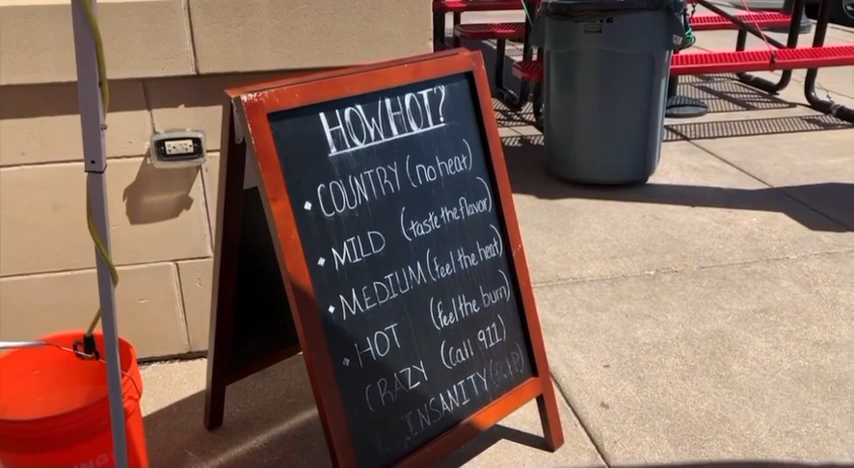 HOW HOT?
• COUNTRY (no heat)
• MILD (taste the flavor)
• MEDIUM (feel the heat)
• HOT (feel the burn)
CRAZY (call 911)
INSANITY (R.I.P)